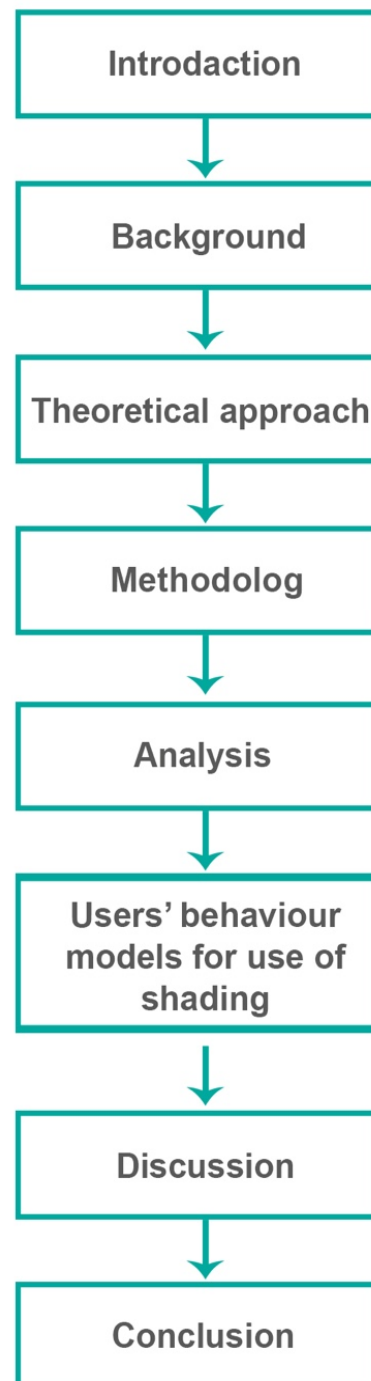 Introdaction
Background
Theoretical approach
Methodolog
Analysis
Users’ behaviour
models for use of
shading
Discussion
Conclusion